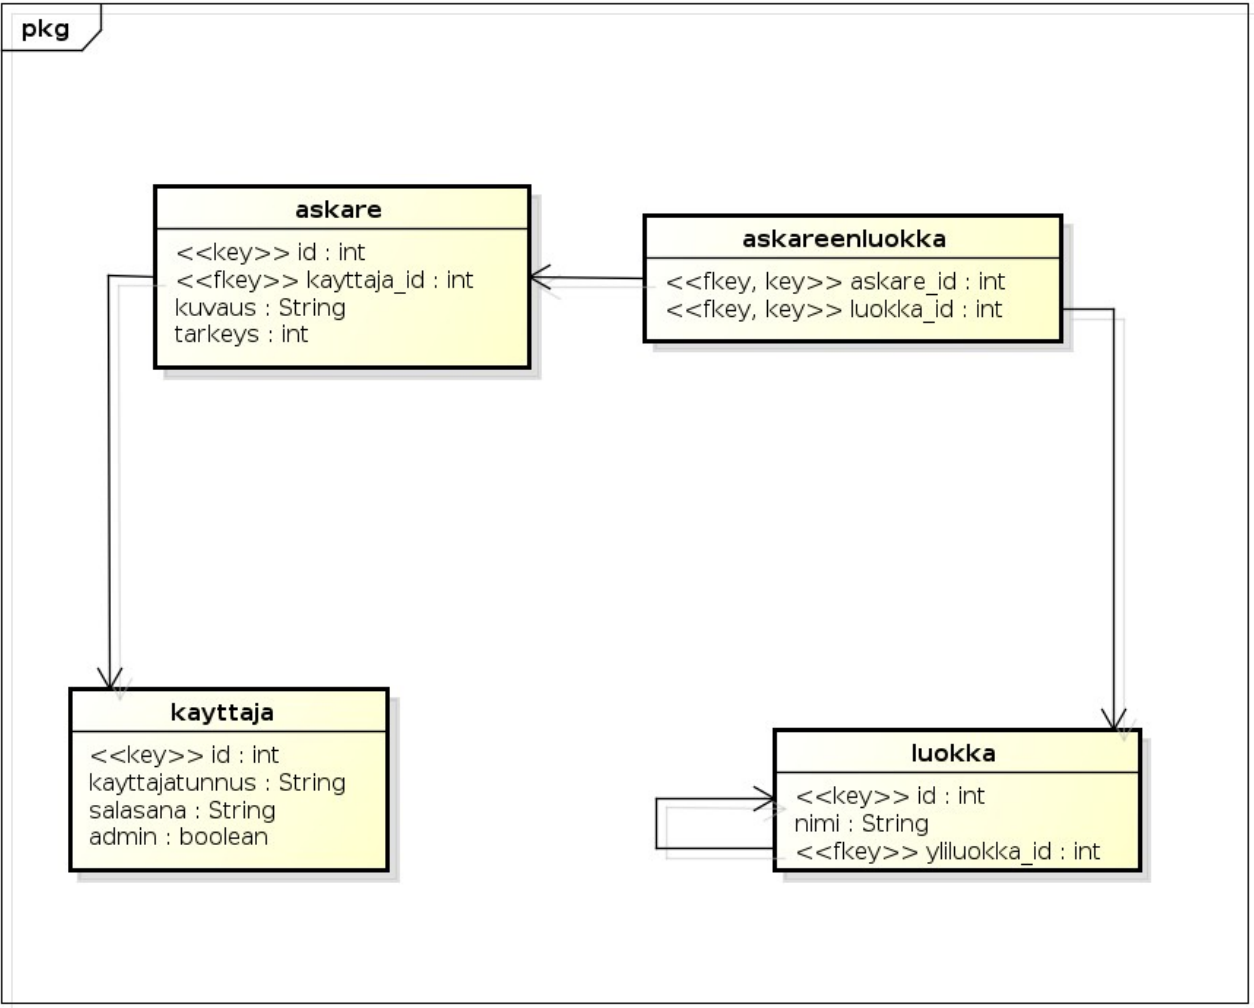 pkg
askare
<<key>> id : int
<<fkey>> kayttaja_id : int
kuvaus : String
tarkeys : int
askareenluokka
<<fkey, key>> askare_id : int
<<fkey, key>> luokka_id : int
kayttaja
<<key>> id : int
kayttajatunnus : String
salasana : String
admin : boolean
luokka
<<key>> id : int
nimi : String
<<fkey>> yliluokka_id : int